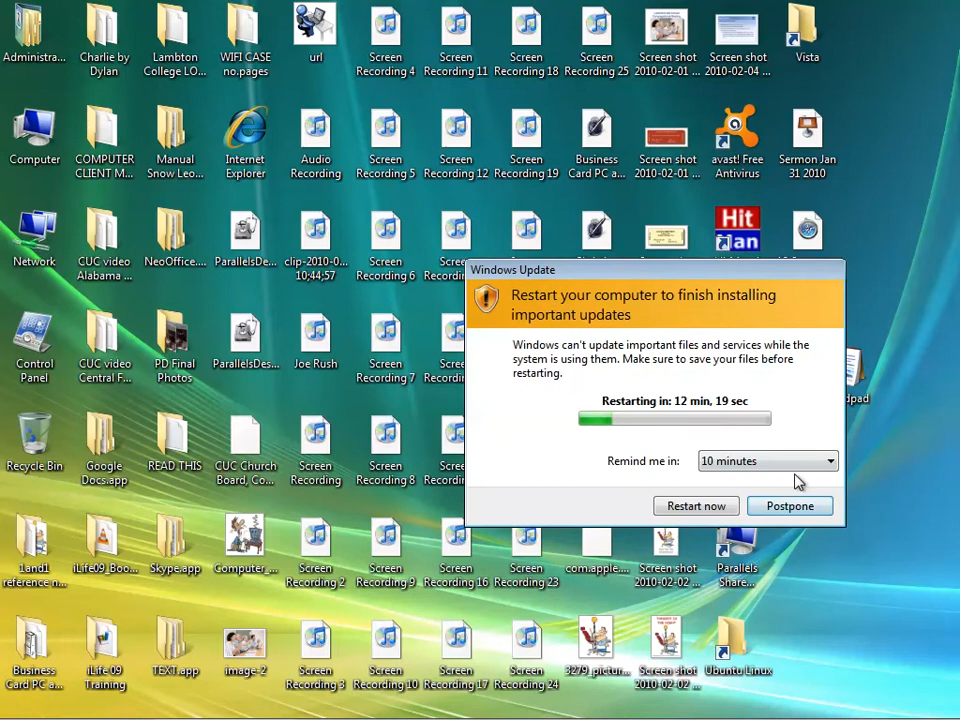 Administra...
Charlie by
Dylan
Lambton
College LO...
WIFI CASE
no.pages
url
Screen
Recording 4
Screen
Recording 11
Screen
Recording 18
Screen
Recording 25
Screen shot
2010-02-01 ...
Screen shot
2010-02-04 ...
Vista
Computer
COMPUTER
CLIENT M...
Manual
Snow Leo...
Internet
Explorer
Audio
Recording
Screen
Recording 5
Screen
Recording 12
Screen
Recording 19
Business
Card PC a...
Screen shot
2010-02-01 ...
avast! Free
Antivirus
Sermon Jan
31 2010
Hit
Man
Network
CUC video
Alabama ...
NeoOffice....
ParallelsDe...
clip-2010-0...
10;44;57
Screen
Recording 6
Windows Update
Restart your computer to finish installing
important updates
Windows can't update important files and services while the
system is using them. Make sure to save your files before
restarting.
Restarting in: 12 min, 19 sec
Remind me in:
10 minutes
Restart now
Postpone
Control
Panel
CUC video
Central F...
PD Final
Photos
ParallelsDes...
Joe Rush
Screen
Recording 7
dpad
Recycle Bin
Google
Docs.app
READ THIS
CUC Church
Board, Co...
Screen
Recording
Screen
Recording 8
1and1
reference n...
iLife09_Boo...
Skype.app
Computer_...
Screen
Recording 2
Screen
Recording 9
Screen
Recording 16
Screen
Recording 23
com.apple....
Screen shot
2010-02-02 ...
Parallels
Share...
Business
Card PC a...
iLife 09
Training
TEXT.app
image-2
Screen
Recording 3
Screen
Recording 10
Screen
Recording 17
Screen
Recording 24
3279_pictur...
Screen shot
2010-02-02 ...
Ubuntu Linux